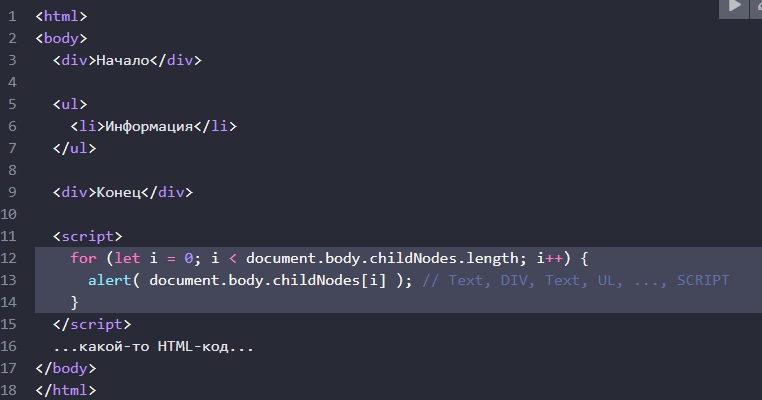 1 <html>
2 <body>
3   <div>Начало</div>
4
5   <ul>
6     <li>Информация</li>
7   </ul>
8
9   <div>Конец</div>
10
11   <script>
12     for (let i = 0; i < document.body.childNodes.length; i++) {
13       alert( document.body.childNodes[i] ); // Text, DIV, Text, UL, ..., SCRIPT
14     }
15   </script>
16   ...какой-то HTML-код...
17 </body>
18 </html>